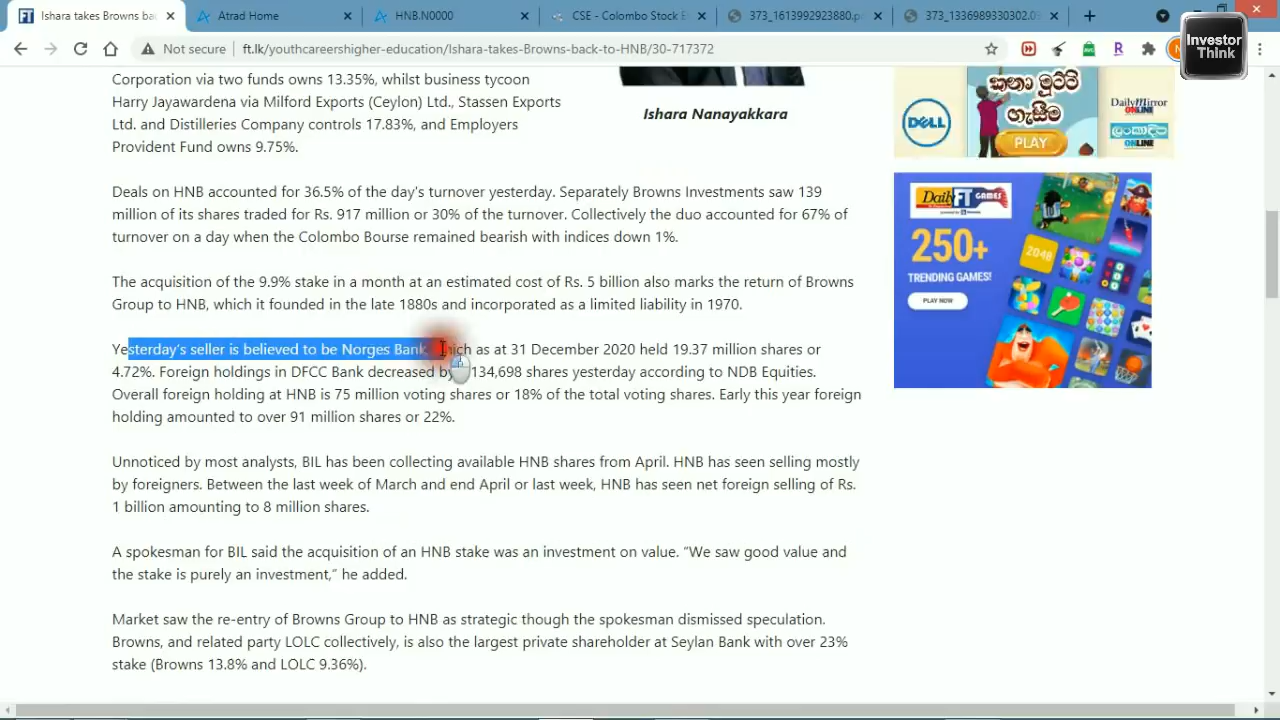 Ishara takes Browns ba
Atrad Home
HNB.N0000
CSE - Colombo Stock E
373_1613992923880.p
373_1336989330302.0
Not secure
ft.lk/youthcareershigher-education/Ishara-takes-Browns-back-to-HNB/30-717372
Investor
Think
Corporation via two funds owns 13.35%, whilst business tycoon
Harry Jayawardena via Milford Exports (Ceylon) Ltd., Stassen Exports
Ltd. and Distilleries Company controls 17.83%, and Employers
Provident Fund owns 9.75%.
Ishara Nanayakkara
Deals on HNB accounted for 36.5% of the day's turnover yesterday. Separately Browns Investments saw 139
million of its shares traded for Rs. 917 million or 30% of the turnover. Collectively the duo accounted for 67% of
turnover on a day when the Colombo Bourse remained bearish with indices down 1%.
The acquisition of the 9.9% stake in a month at an estimated cost of Rs. 5 billion also marks the return of Browns
Group to HNB, which it founded in the late 1880s and incorporated as a limited liability in 1970.
Yesterday's seller is believed to be Norges Bank which as at 31 December 2020 held 19.37 million shares or
4.72%. Foreign holdings in DFCC Bank decreased by 134,698 shares yesterday according to NDB Equities.
Overall foreign holding at HNB is 75 million voting shares or 18% of the total voting shares. Early this year foreign
holding amounted to over 91 million shares or 22%.
Unnoticed by most analysts, BIL has been collecting available HNB shares from April. HNB has seen selling mostly
by foreigners. Between the last week of March and end April or last week, HNB has seen net foreign selling of Rs.
1 billion amounting to 8 million shares.
A spokesman for BIL said the acquisition of an HNB stake was an investment on value. "We saw good value and
the stake is purely an investment," he added.
Market saw the re-entry of Browns Group to HNB as strategic though the spokesman dismissed speculation.
Browns, and related party LOLC collectively, is also the largest private shareholder at Seylan Bank with over 23%
stake (Browns 13.8% and LOLC 9.36%).
කුනා මූට්ටි
ගැසීම
PLAY
DELL
DailyMirror
ONLINE
ලංකාදීප
ONLINE
Daily FT GAMES
250+
TRENDING GAMES!
PLAY NOW
2048